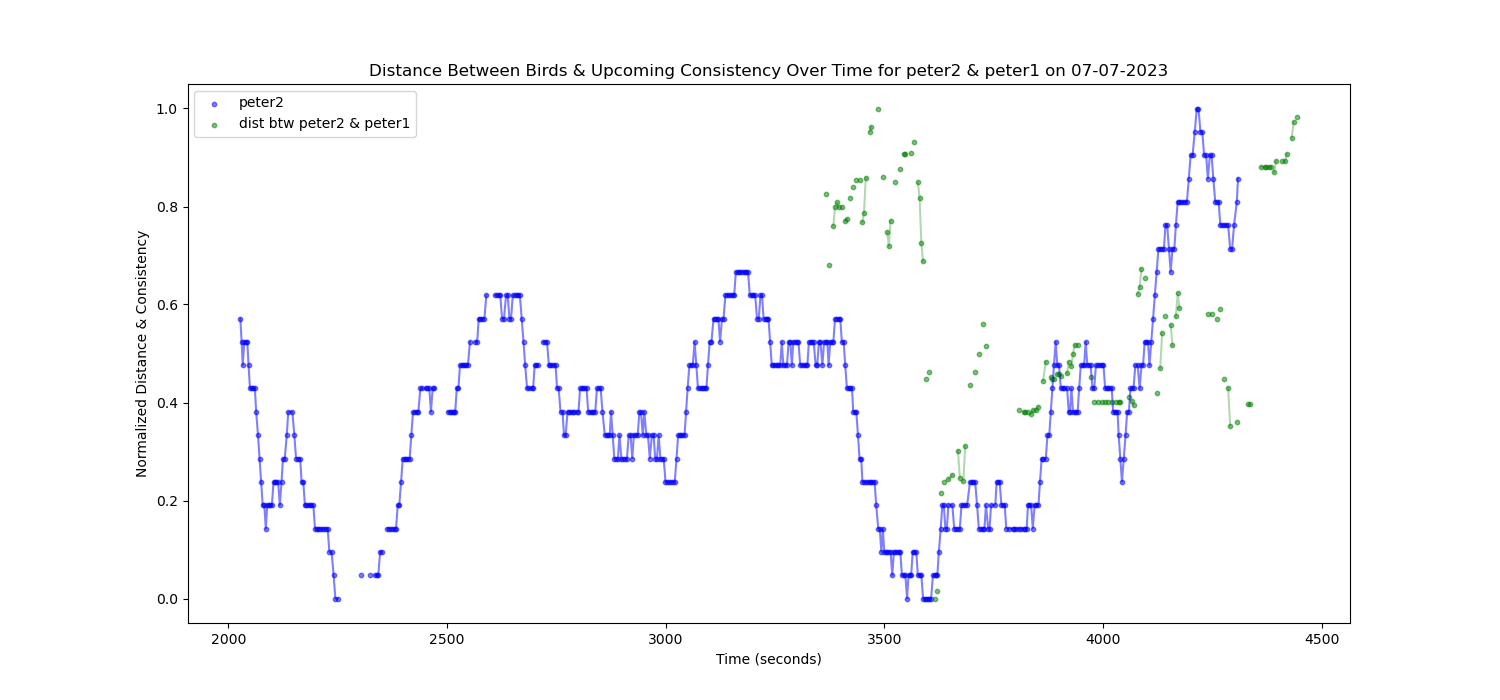 Distance Between Birds & Upcoming Consistency Over Time for peter2 & peter1 on 07-07-2023
peter2
dist btw peter2 & peter1
Normalized Distance & Consistency
1.0
0.8
0.6
0.4
0.2
0.0
2000 2500 3000 3500 4000 4500
Time (seconds)